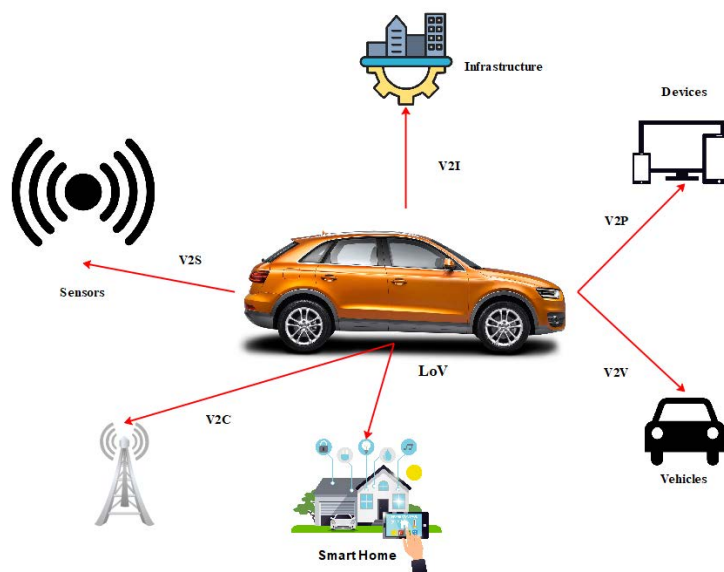 Infrastructure
Devices
V2I
V2P
V2S
Sensors
LoV
V2V
V2C
Vehicles
Smart Home